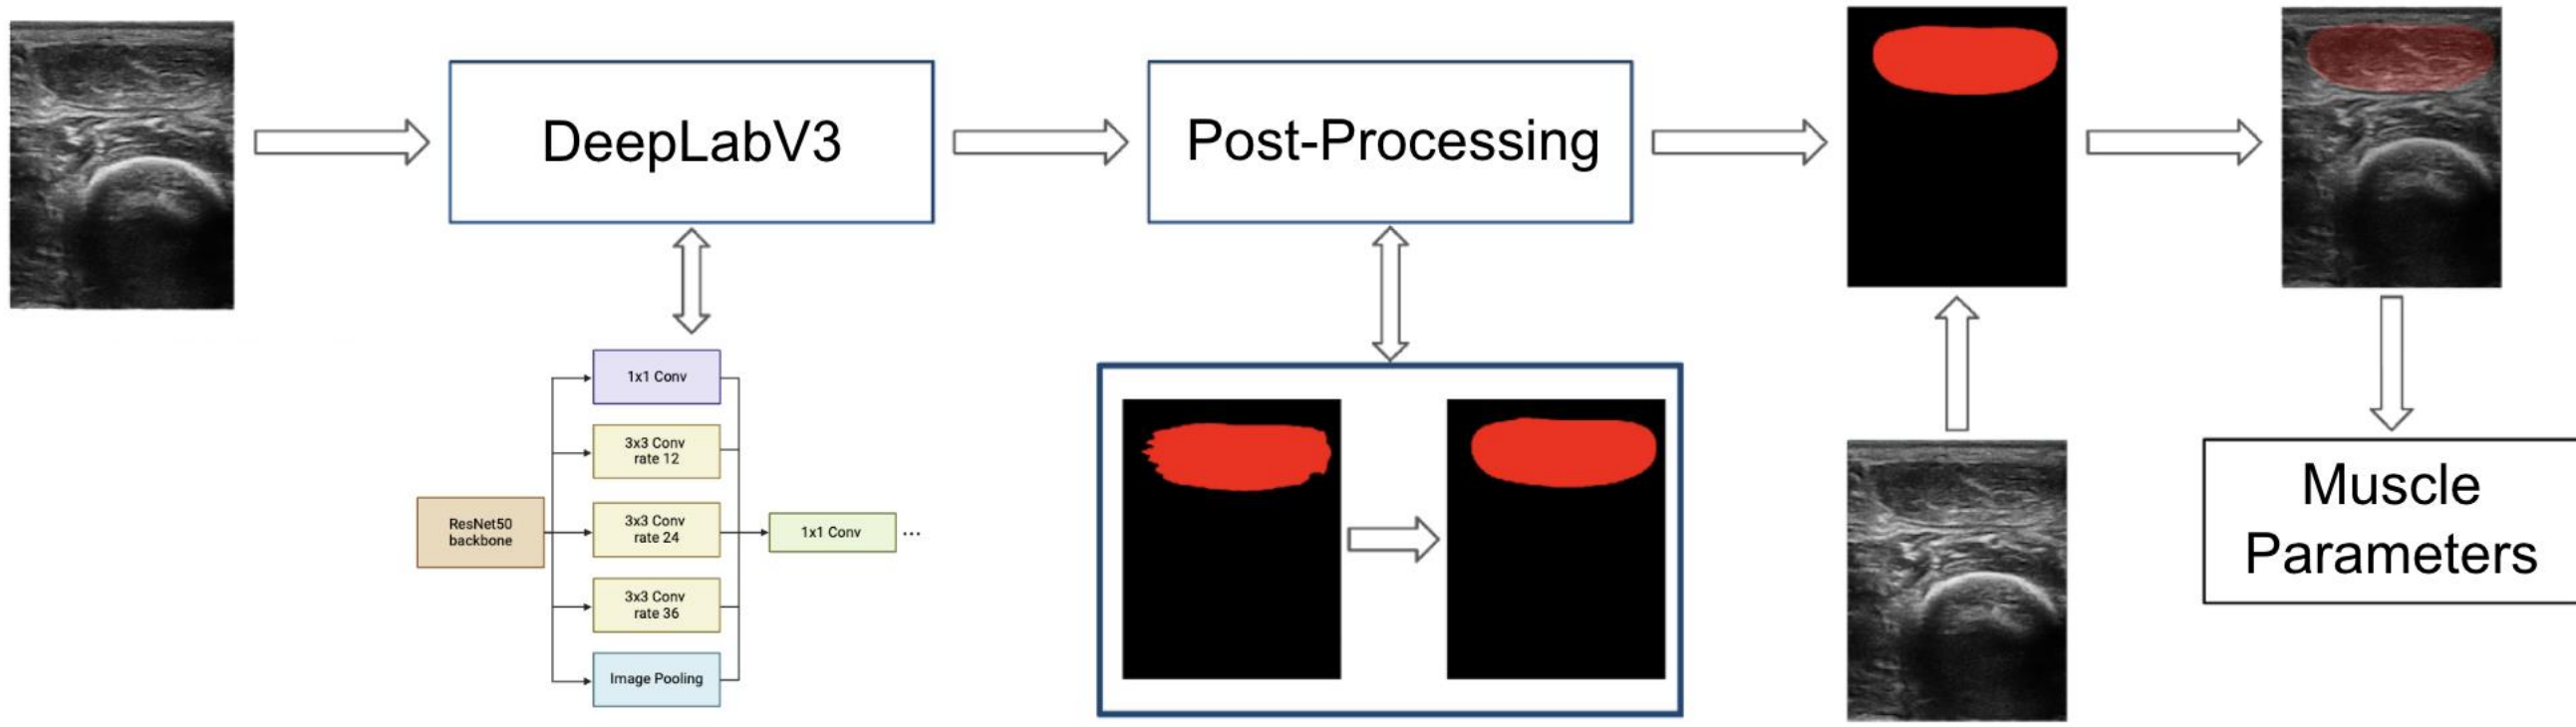 DeepLabV3
Post-Processing
1x1 Conv
3x3 Conv
rate 12
ResNet50
backbone
3x3 Conv
rate 24
1x1 Conv
...
3x3 Conv
rate 36
Image Pooling
Muscle
Parameters